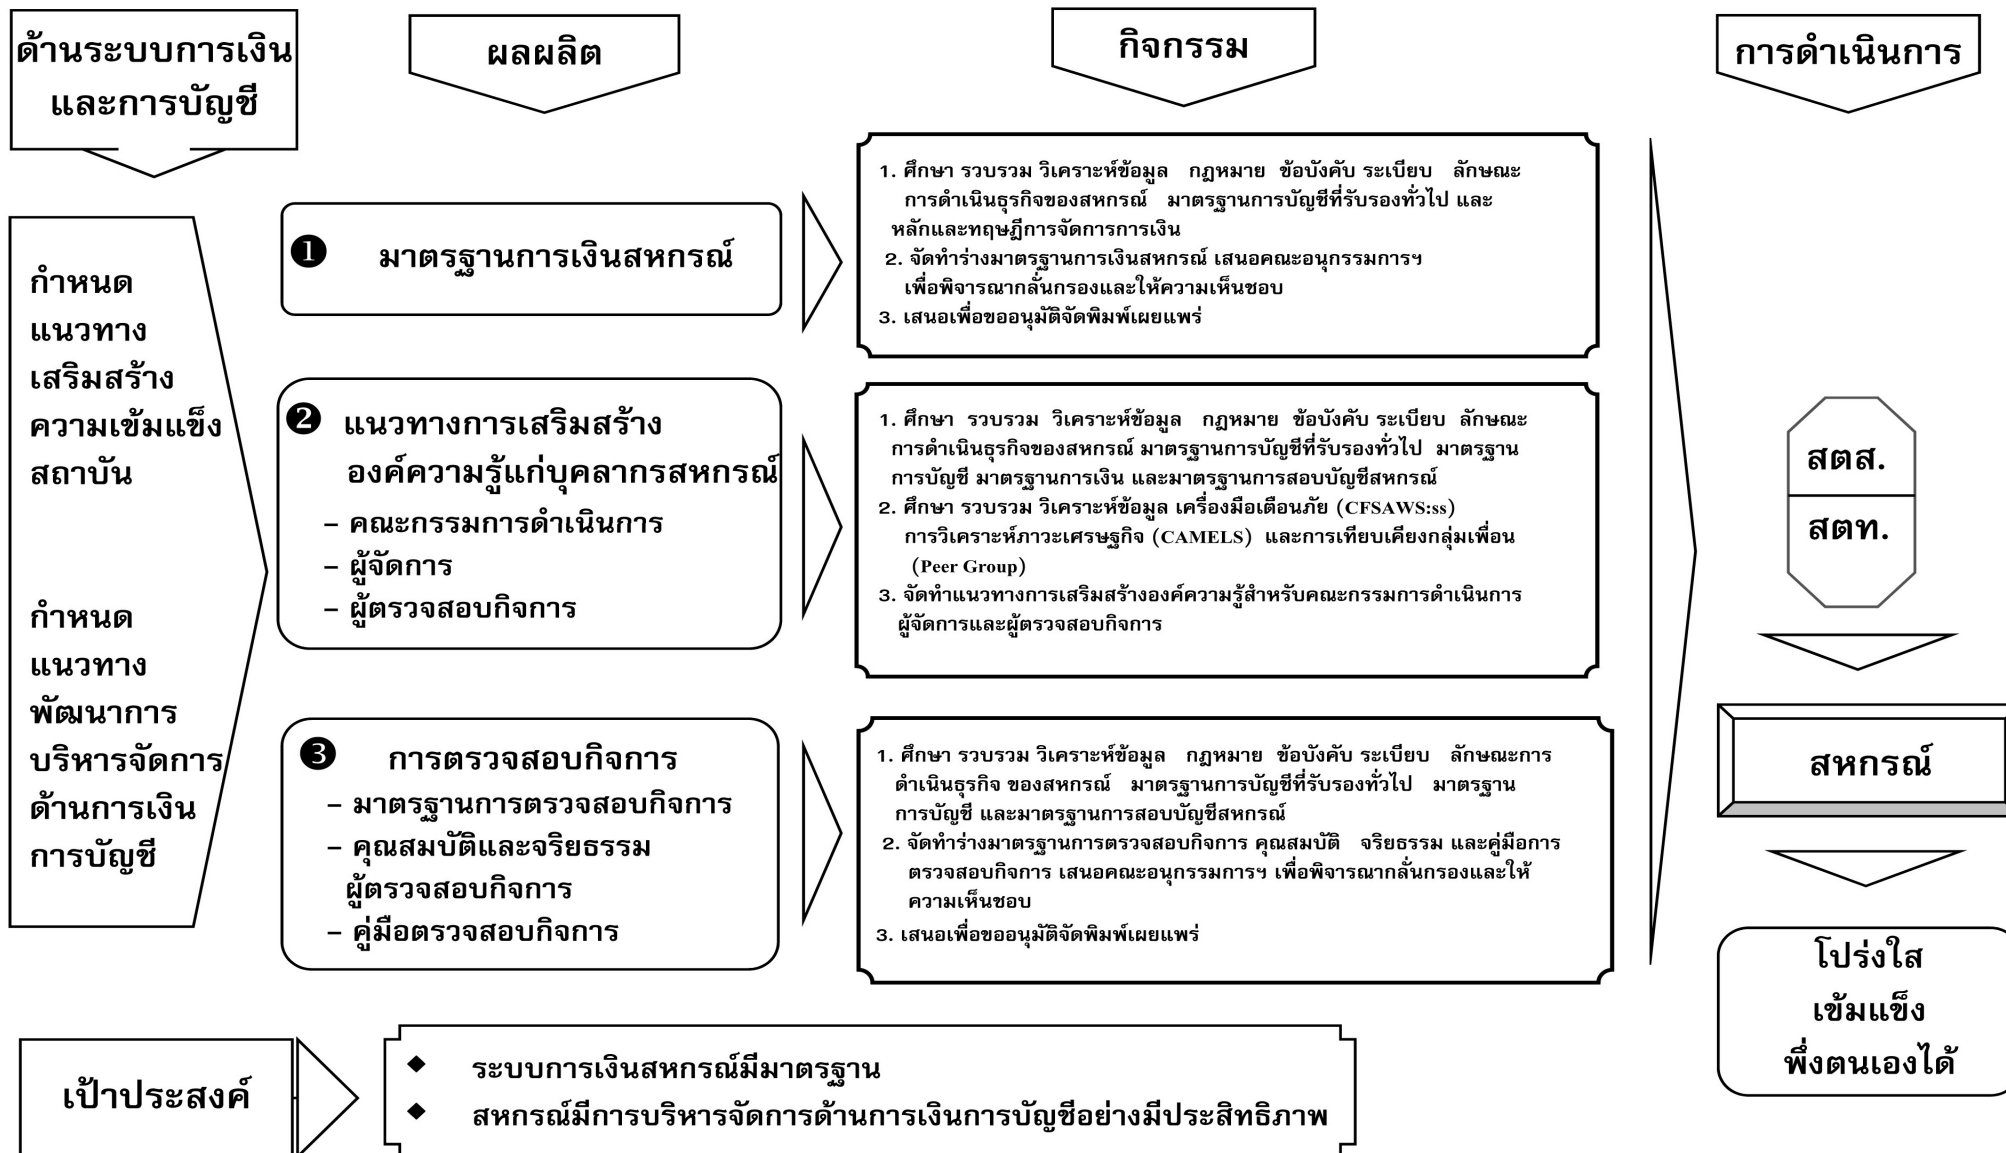 ด้านระบบการเงิน
และการบัญชี
ผลผลิต
กิจกรรม
การดำเนินการ
กำหนด
แนวทาง
เสริมสร้าง
ความเข้มแข็ง
สถาบัน
กำหนด
แนวทาง
พัฒนาการ
บริหารจัดการ
ด้านการเงิน
การบัญชี
❶ มาตรฐานการเงินสหกรณ์
1. ศึกษา รวบรวม วิเคราะห์ข้อมูล กฎหมาย ข้อบังคับ ระเบียบ ลักษณะ
การดำเนินธุรกิจของสหกรณ์ มาตรฐานการบัญชีที่รับรองทั่วไป และ
หลักและทฤษฎีการจัดการการเงิน
2. จัดทำร่างมาตรฐานการเงินสหกรณ์ เสนอคณะอนุกรรมการฯ
เพื่อพิจารณากลั่นกรองและให้ความเห็นชอบ
3. เสนอเพื่อขออนุมัติจัดพิมพ์เผยแพร่
❷ แนวทางการเสริมสร้าง
องค์ความรู้แก่บุคลากรสหกรณ์
– คณะกรรมการดำเนินการ
– ผู้จัดการ
– ผู้ตรวจสอบกิจการ
1. ศึกษา รวบรวม วิเคราะห์ข้อมูล กฎหมาย ข้อบังคับ ระเบียบ ลักษณะ
การดำเนินธุรกิจของสหกรณ์ มาตรฐานการบัญชีที่รับรองทั่วไป มาตรฐาน
การบัญชี มาตรฐานการเงิน และมาตรฐานการสอบบัญชีสหกรณ์
2. ศึกษา รวบรวม วิเคราะห์ข้อมูล เครื่องมือเตือนภัย (CFSAWS:ss)
การวิเคราะห์ภาวะเศรษฐกิจ (CAMELS) และการเทียบเคียงกลุ่มเพื่อน
(Peer Group)
3. จัดทำแนวทางการเสริมสร้างองค์ความรู้สำหรับคณะกรรมการดำเนินการ
ผู้จัดการและผู้ตรวจสอบกิจการ
❸ การตรวจสอบกิจการ
– มาตรฐานการตรวจสอบกิจการ
– คุณสมบัติและจริยธรรม
ผู้ตรวจสอบกิจการ
– คู่มือตรวจสอบกิจการ
1. ศึกษา รวบรวม วิเคราะห์ข้อมูล กฎหมาย ข้อบังคับ ระเบียบ ลักษณะการ
ดำเนินธุรกิจ ของสหกรณ์ มาตรฐานการบัญชีที่รับรองทั่วไป มาตรฐาน
การบัญชี และมาตรฐานการสอบบัญชีสหกรณ์
2. จัดทำร่างมาตรฐานการตรวจสอบกิจการ คุณสมบัติ จริยธรรม และคู่มือการ
ตรวจสอบกิจการ เสนอคณะอนุกรรมการฯ เพื่อพิจารณากลั่นกรองและให้
ความเห็นชอบ
3. เสนอเพื่อขออนุมัติจัดพิมพ์เผยแพร่
สตส.
สตท.
สหกรณ์
โปร่งใส
เข้มแข็ง
พึ่งตนเองได้
เป้าประสงค์
◆ ระบบการเงินสหกรณ์มีมาตรฐาน
◆ สหกรณ์มีการบริหารจัดการด้านการเงินการบัญชีอย่างมีประสิทธิภาพ